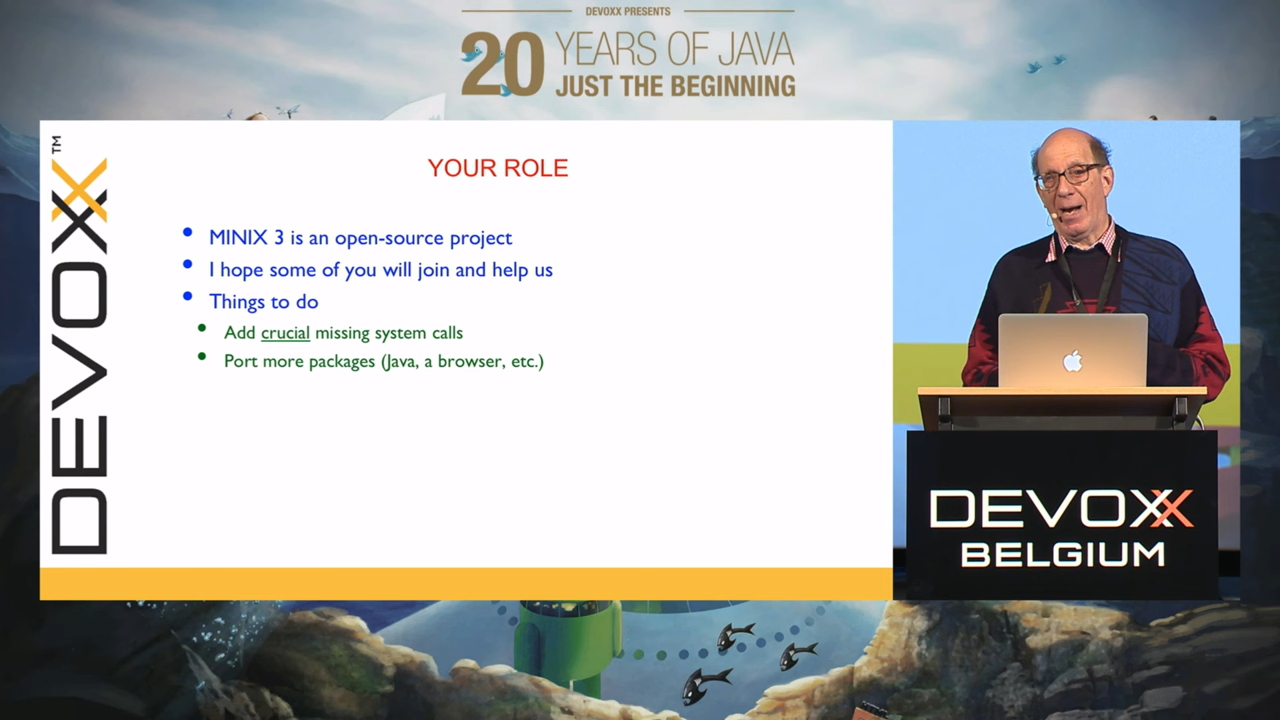 DEVOXX PRESENTS
20 YEARS OF JAVA
JUST THE BEGINNING
DEVOXX™
YOUR ROLE
• MINIX 3 is an open-source project
• I hope some of you will join and help us
• Things to do
• Add crucial missing system calls
• Port more packages (Java, a browser, etc.)
DEVOXX
BELGIUM